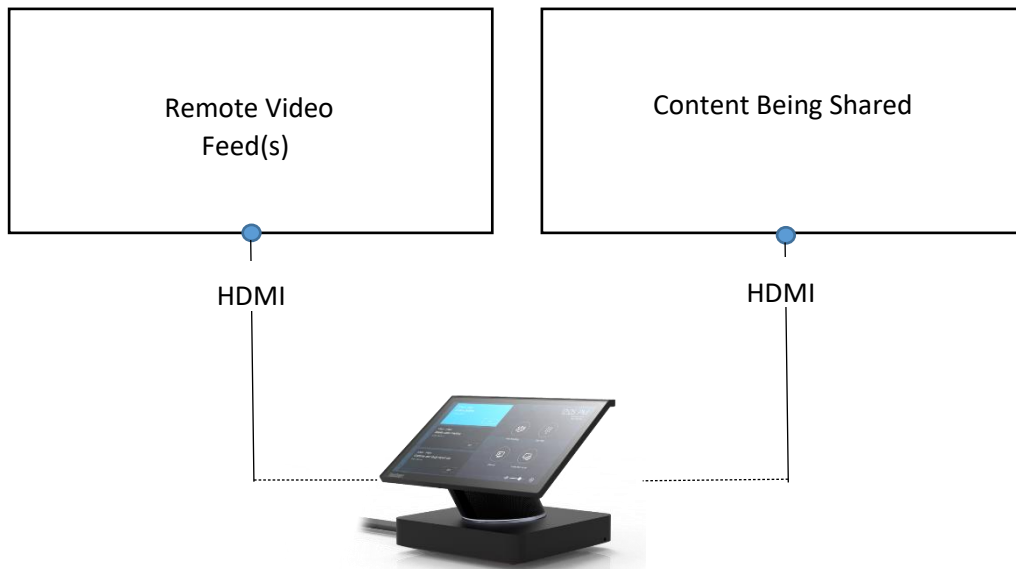 Remote Video
Feed(s)
Content Being Shared
HDMI
HDMI